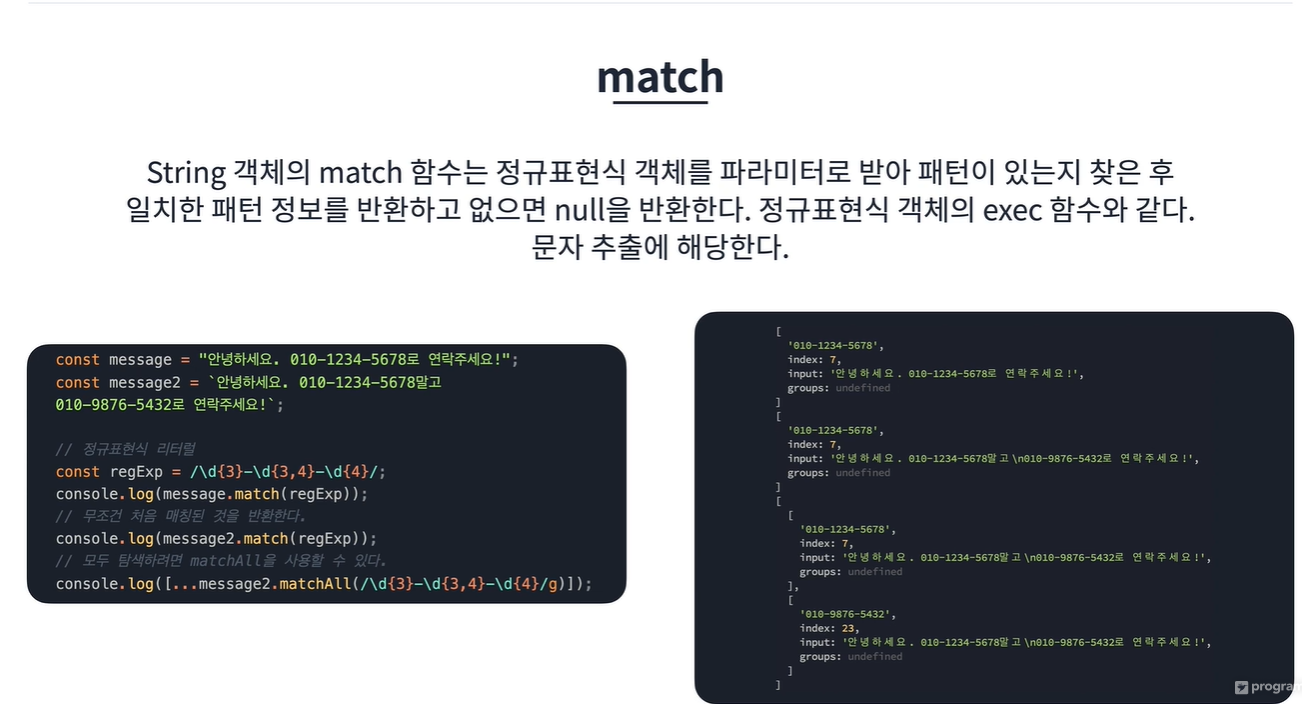 match
String 객체의 match 함수는 정규표현식 객체를 파라미터로 받아 패턴이 있는지 찾은 후
일치한 패턴 정보를 반환하고 없으면 null을 반환한다. 정규표현식 객체의 exec 함수와 같다.
문자 추출에 해당한다.
const message = "안녕하세요. 010-1234-5678로 연락주세요!";
const message2 = `안녕하세요. 010-1234-5678말고
010-9876-5432로 연락주세요!`;
// 정규표현식 리터럴
const regExp = /\d{3}-\d{3,4}-\d{4}/;
console.log(message.match(regExp));
// 무조건 처음 매칭된 것을 반환한다.
console.log(message2.match(regExp));
// 모두 탐색하려면 matchAll을 사용할 수 있다.
console.log([...message2.matchAll(/\d{3}-\d{3,4}-\d{4}/g)]);
[
'010-1234-5678',
index: 7,
input: '안녕하세요. 010-1234-5678로 연락주세요!',
groups: undefined
]
[
'010-1234-5678',
index: 7,
input: '안녕하세요. 010-1234-5678말고\n010-9876-5432로 연락주세요!',
groups: undefined
]
[
[
'010-1234-5678',
index: 7,
input: '안녕하세요. 010-1234-5678말고\n010-9876-5432로 연락주세요!',
groups: undefined
],
[
'010-9876-5432',
index: 23,
input: '안녕하세요. 010-1234-5678말고\n010-9876-5432로 연락주세요!',
groups: undefined
]
]